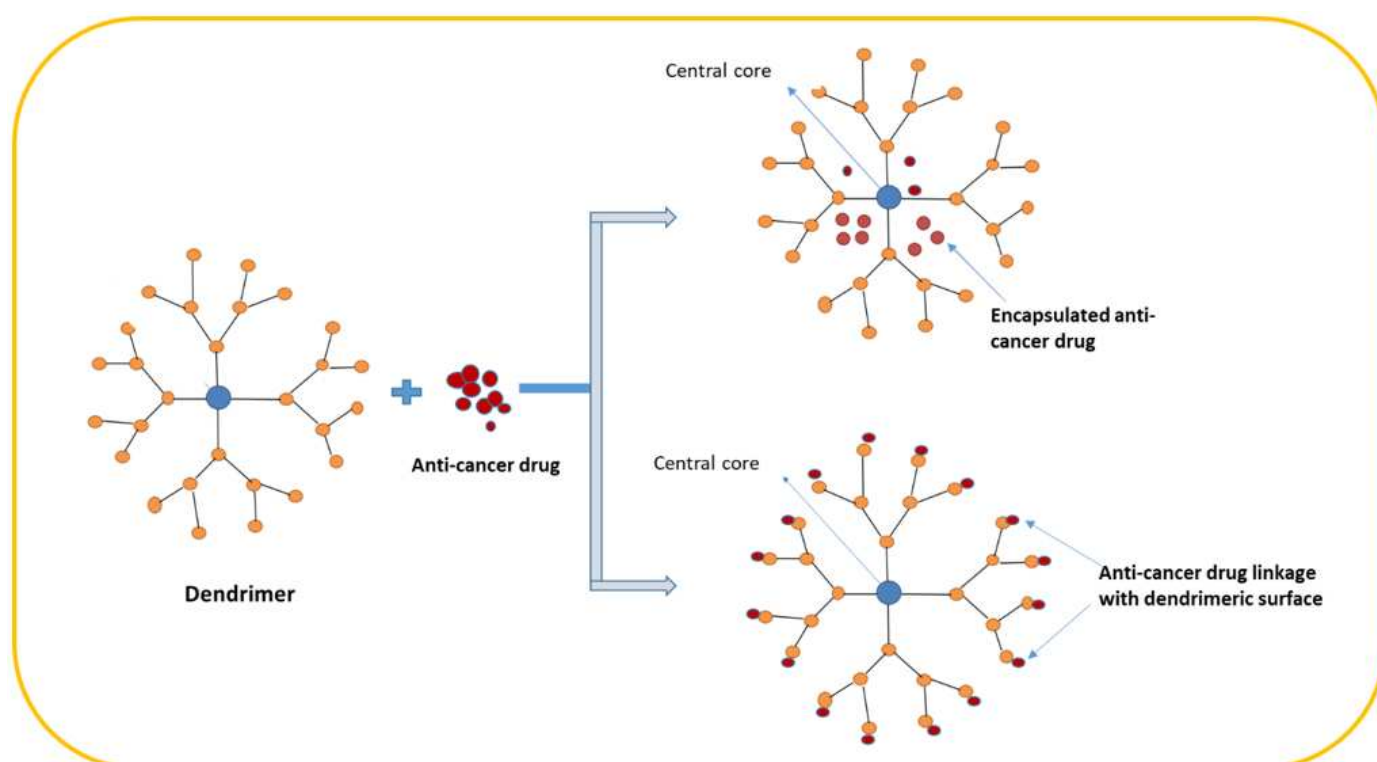 Central core
Encapsulated anti-
cancer drug
Anti-cancer drug
Dendrimer
Central core
Anti-cancer drug linkage
with dendrimeric surface